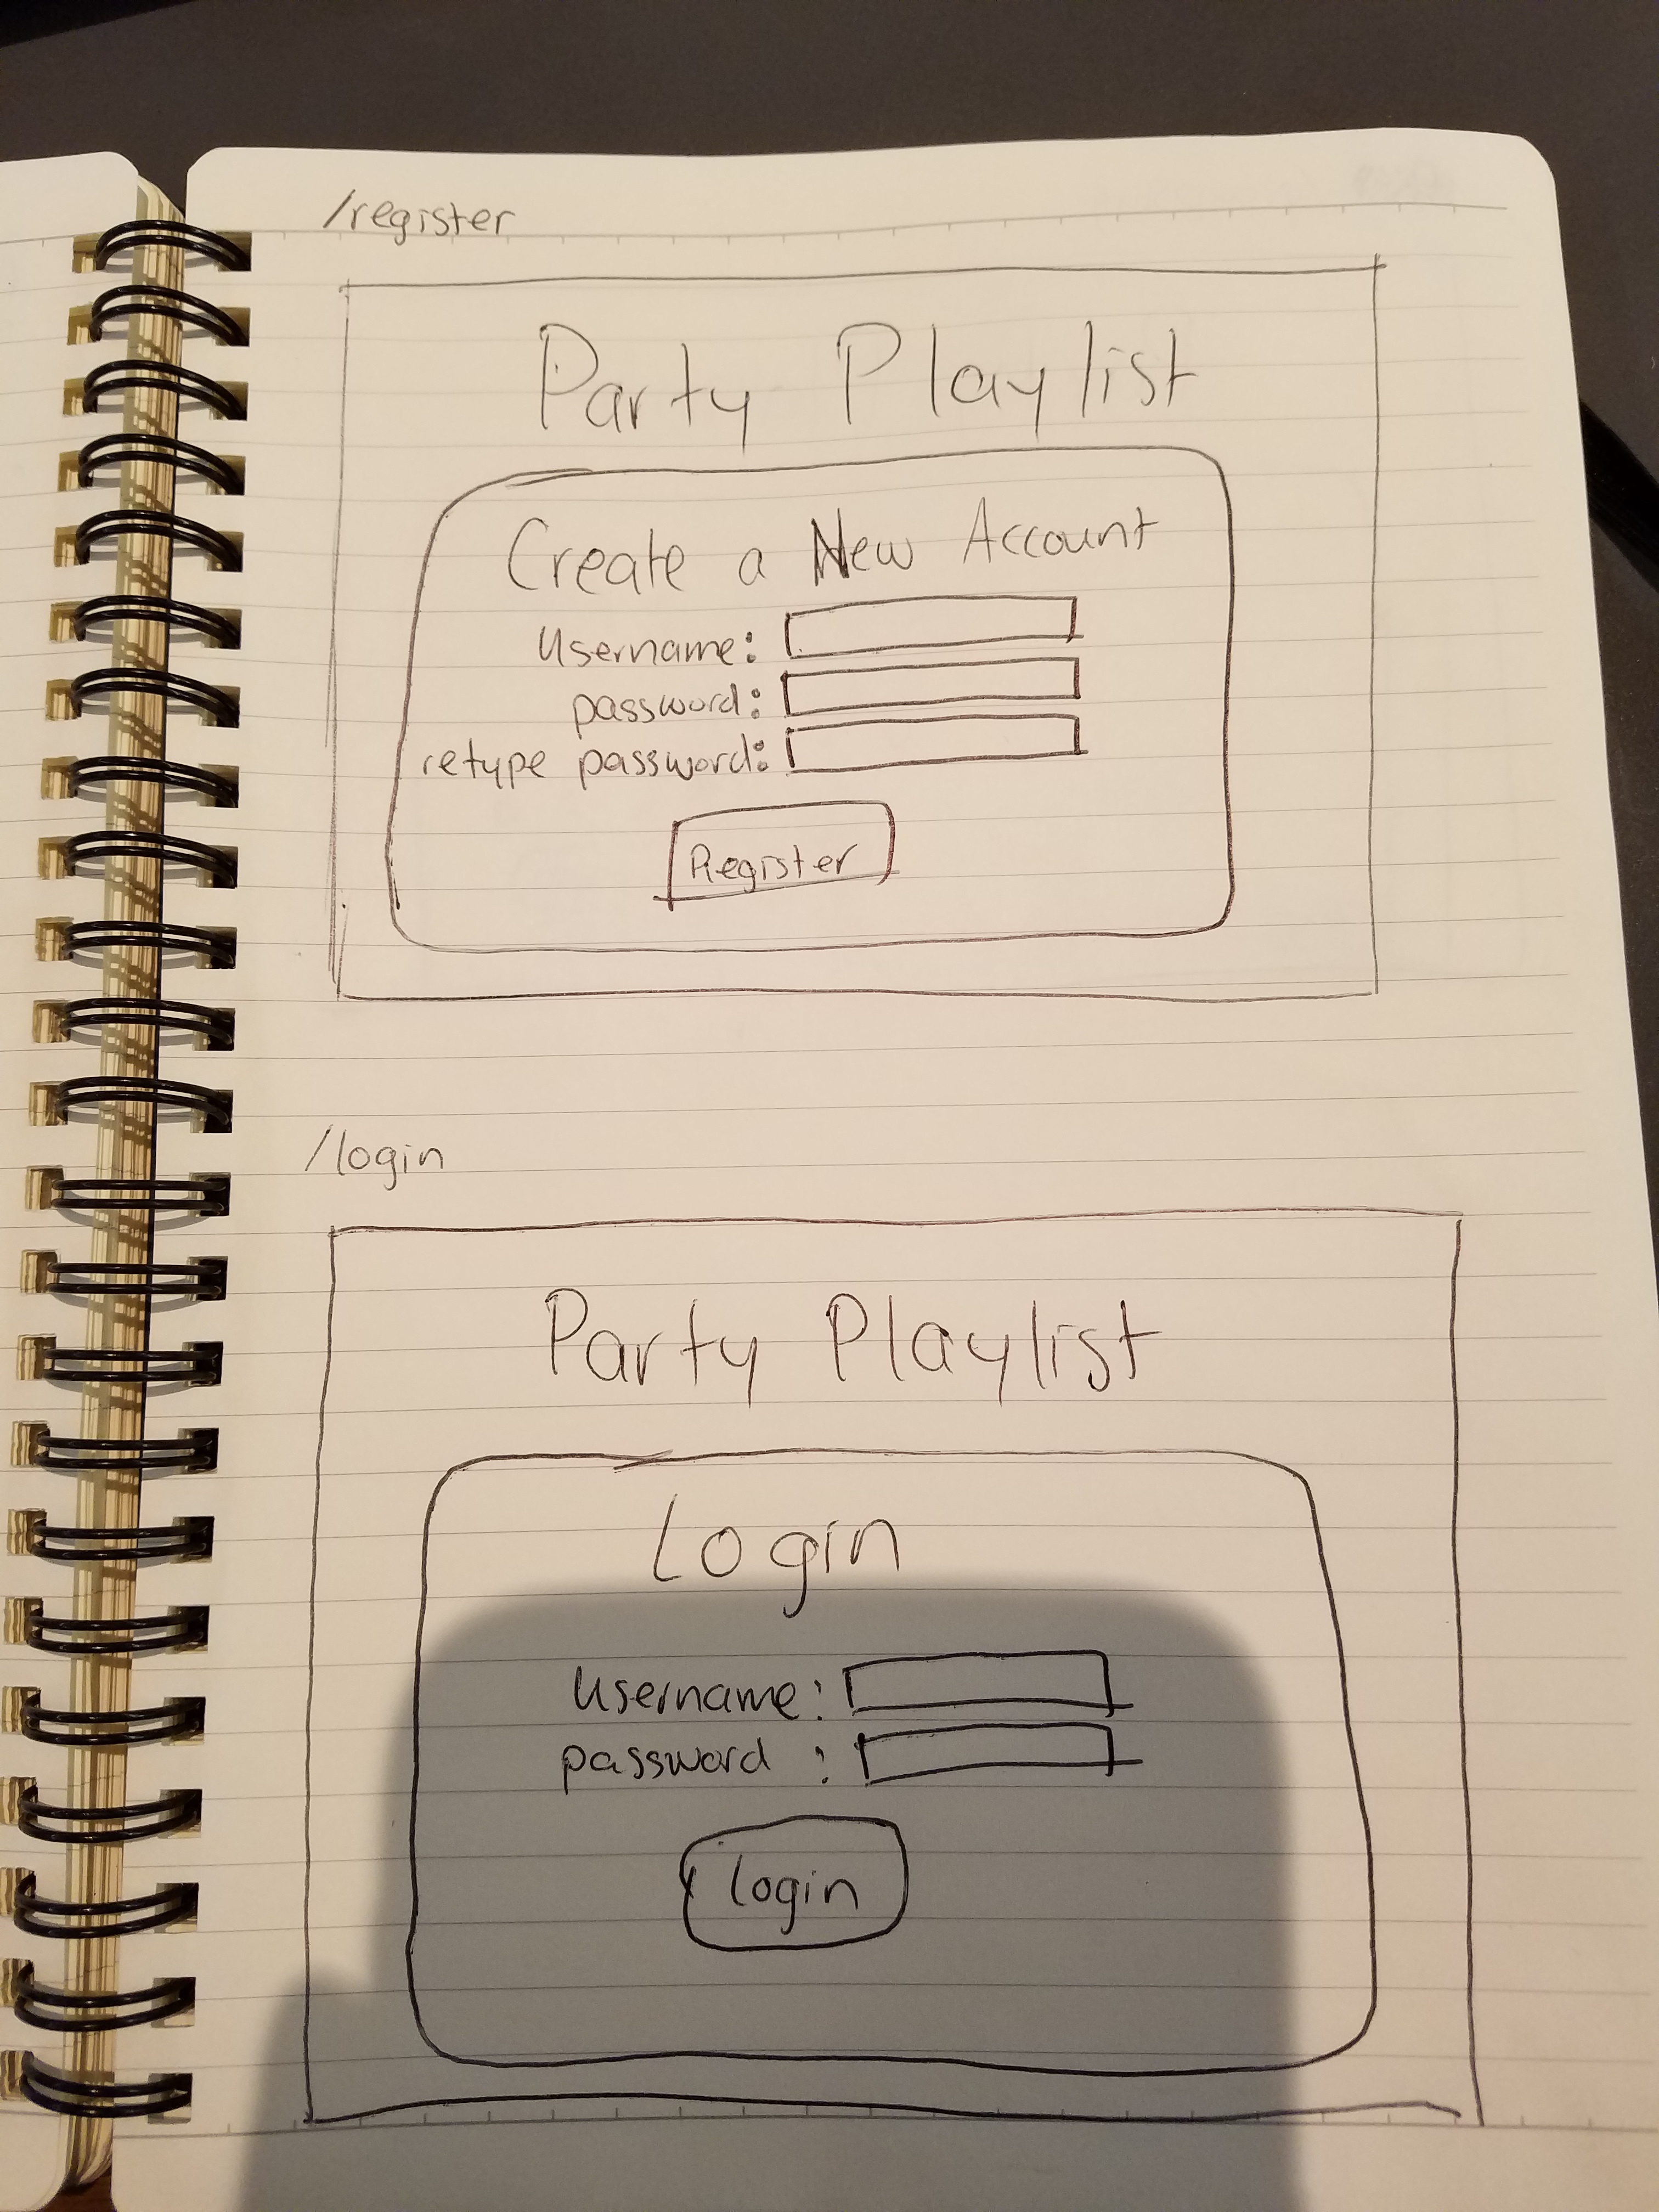 /register
Party Playlist
Create a New Account
Username:
password:
retype password:
Register
/login
Party Playlist
Login
Username:
password:
login